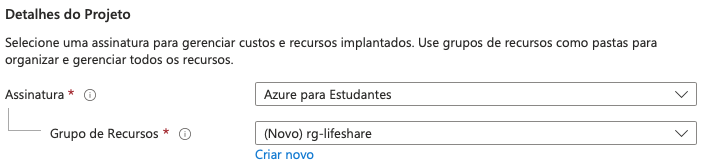 Detalhes do Projeto
Selecione uma assinatura para gerenciar custos e recursos implantados. Use grupos de recursos como pastas para
organizar e gerenciar todos os recursos.
Assinatura *
Azure para Estudantes
Grupo de Recursos *
(Novo) rg-lifeshare
Criar novo